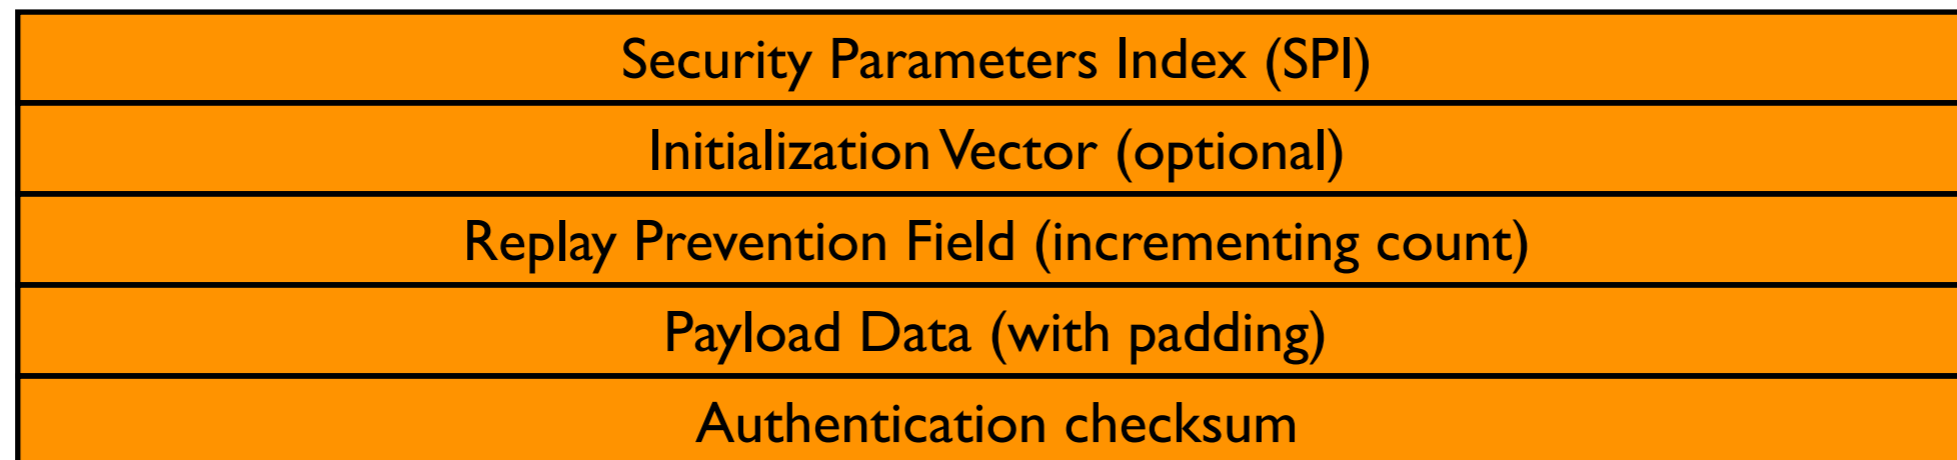 Security Parameters Index (SPI)
Initialization Vector (optional)
Replay Prevention Field (incrementing count)
Payload Data (with padding)
Authentication checksum